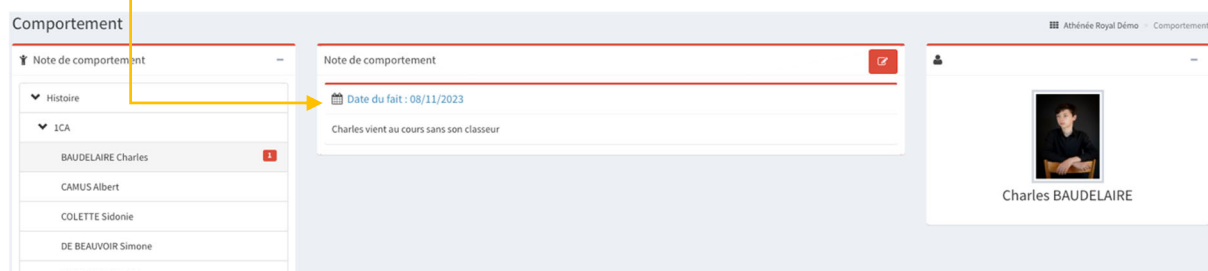 Comportement
Athénée Royal Démo > Comportement
Note de comportement
Histoire
1CA
BAUDELAIRE Charles 1
CAMUS Albert
COLETTE Sidonie
DE BEAUVOIR Simone
Note de comportement
Date du fait : 08/11/2023
Charles vient au cours sans son classeur
Charles BAUDELAIRE